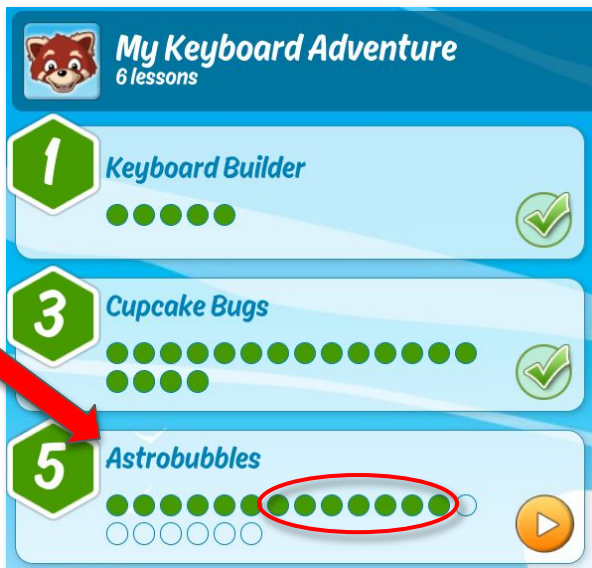 My Keyboard Adventure
6 lessons
1
Keyboard Builder
3
Cupcake Bugs
5
Astrobubbles